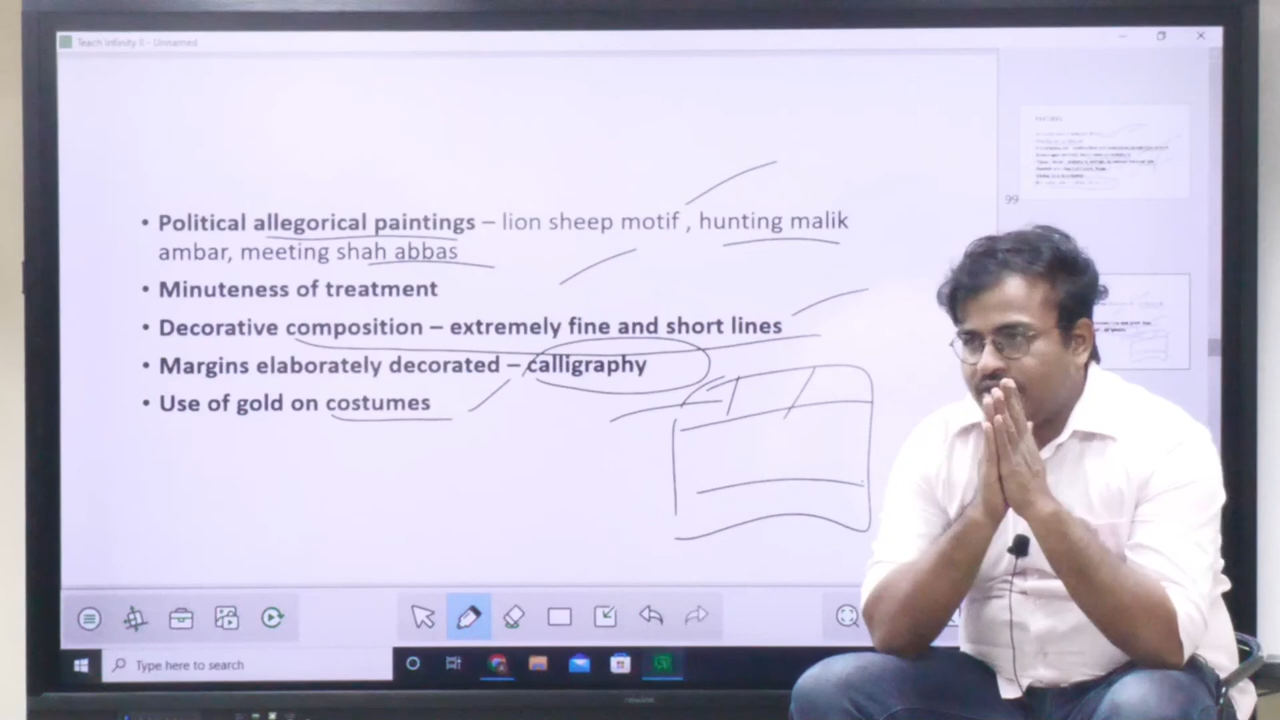 Teach Infinity II - Unnamed
• Political allegorical paintings – lion sheep motif , hunting malik
ambar, meeting shah abbas
• Minuteness of treatment
• Decorative composition – extremely fine and short lines
• Margins elaborately decorated – calligraphy
• Use of gold on costumes
99
Type here to search
newline